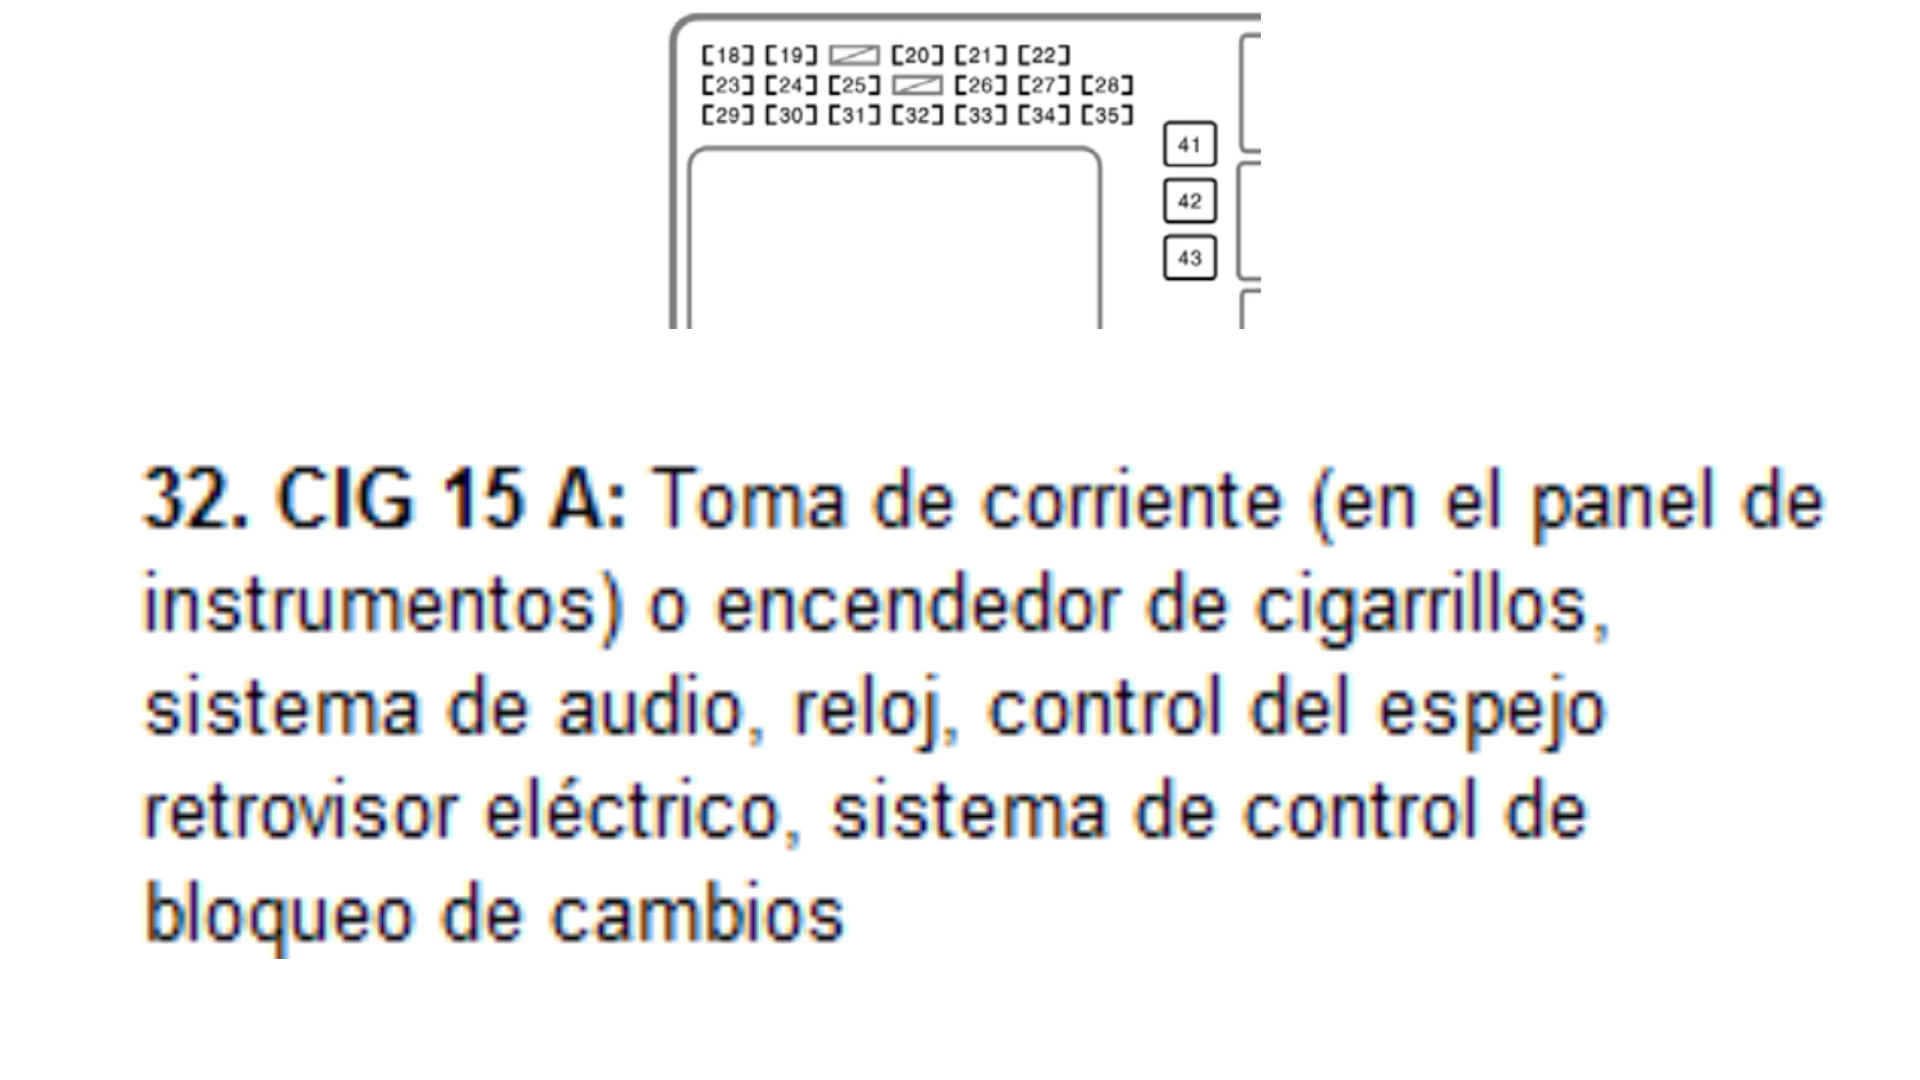 [18] [19] [20] [21] [22]
[23] [24] [25] [26] [27] [28]
[29] [30] [31] [32] [33] [34] [35]
41
42
43
32. CIG 15 A: Toma de corriente (en el panel de
instrumentos) o encendedor de cigarrillos,
sistema de audio, reloj, control del espejo
retrovisor eléctrico, sistema de control de
bloqueo de cambios